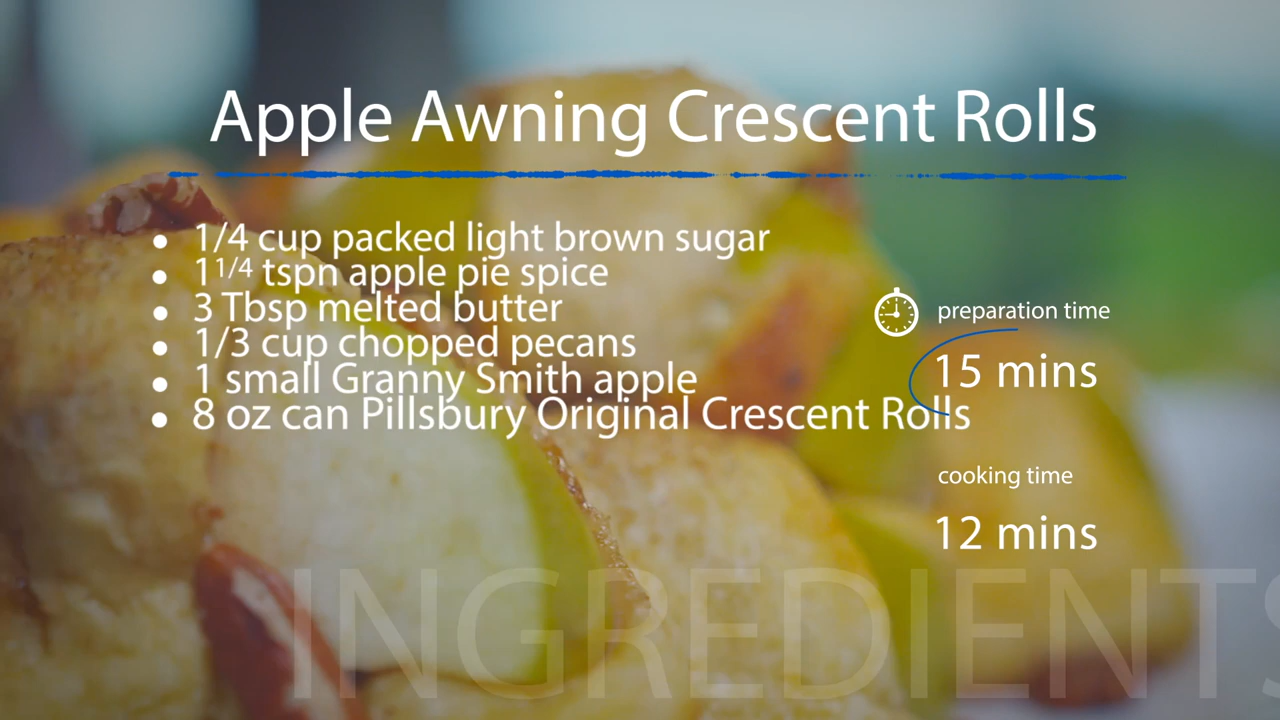 Apple Awning Crescent Rolls
• 1/4 cup packed light brown sugar
• 1 1/4 tspn apple pie spice
• 3 Tbsp melted butter
• 1/3 cup chopped pecans
• 1 small Granny Smith apple
• 8 oz can Pillsbury Original Crescent Rolls
preparation time
15 mins
cooking time
12 mins
INGREDIENTS